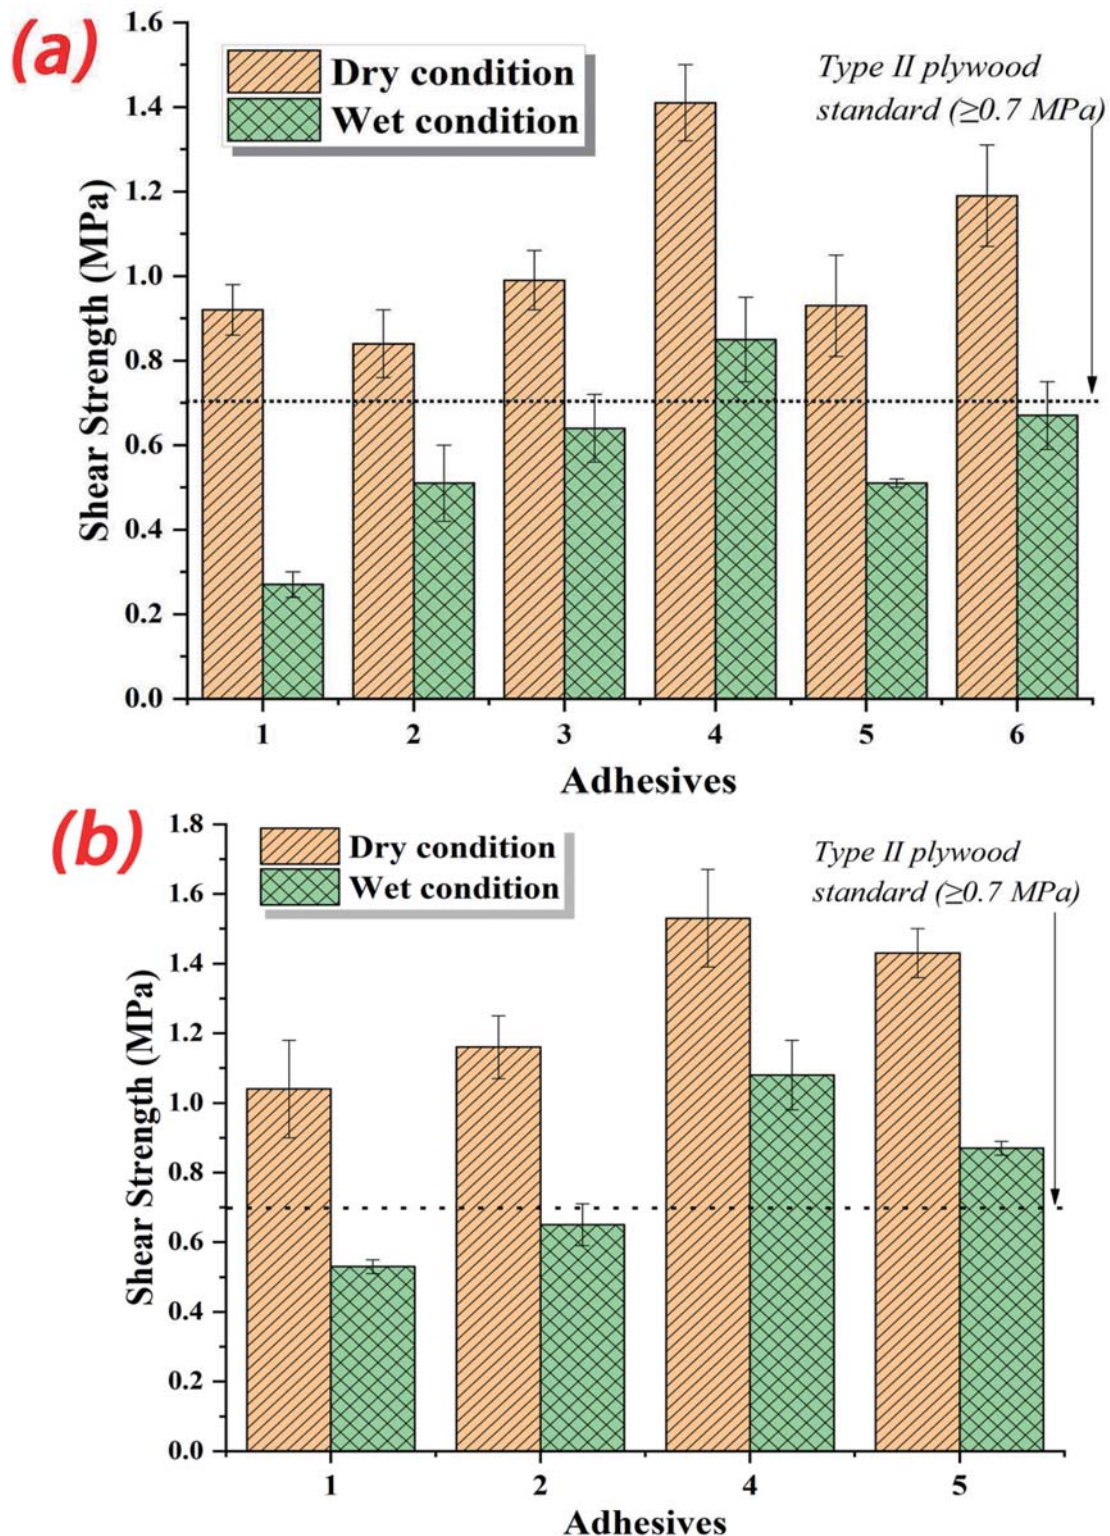 (a)
1.6
1.4
1.2
1.0
0.8
0.6
0.4
0.2
0.0
Shear Strength (MPa)
Dry condition
Wet condition
Type II plywood
standard (≥0.7 MPa)
1 2 3 4 5 6
Adhesives
(b)
1.8
1.6
1.4
1.2
1.0
0.8
0.6
0.4
0.2
0.0
Shear Strength (MPa)
Dry condition
Wet condition
Type II plywood
standard (≥0.7 MPa)
1 2 4 5
Adhesives